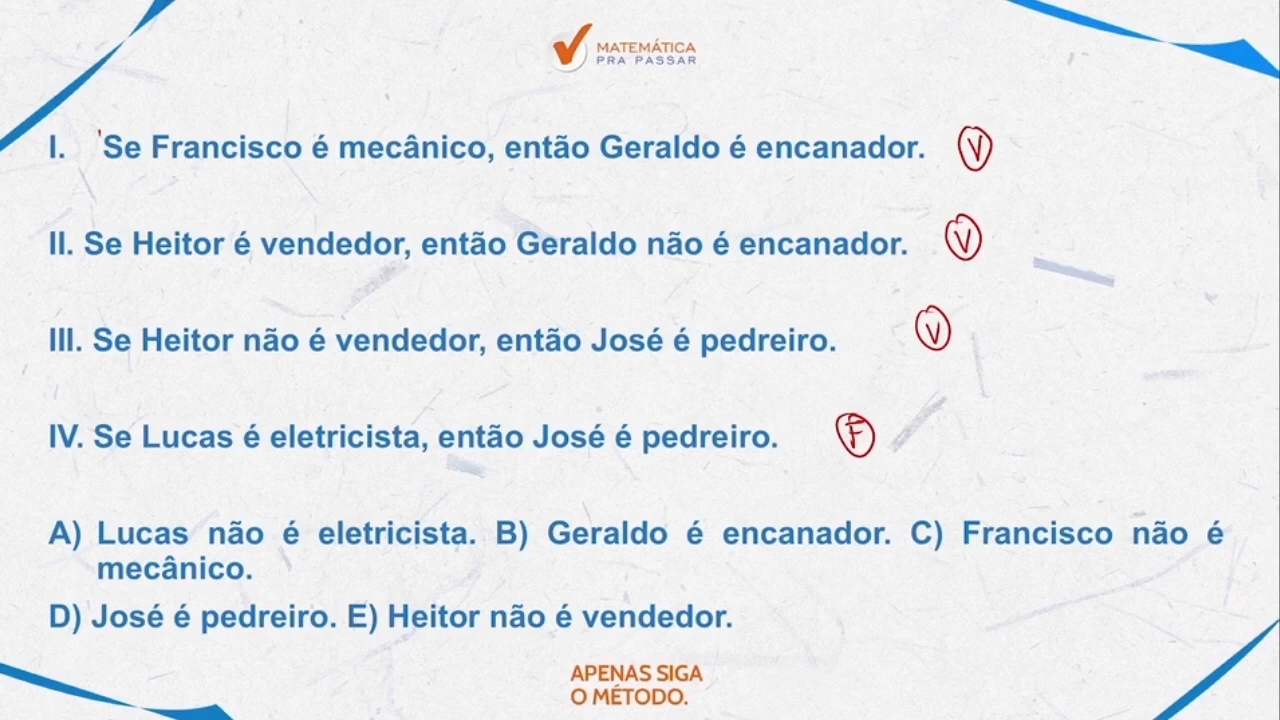 MATEMÁTICA
PRA PASSAR
I. Se Francisco é mecânico, então Geraldo é encanador. V
II. Se Heitor é vendedor, então Geraldo não é encanador. V
III. Se Heitor não é vendedor, então José é pedreiro. V
IV. Se Lucas é eletricista, então José é pedreiro. F
A) Lucas não é eletricista. B) Geraldo é encanador. C) Francisco não é
mecânico.
D) José é pedreiro. E) Heitor não é vendedor.
APENAS SIGA
O MÉTODO.